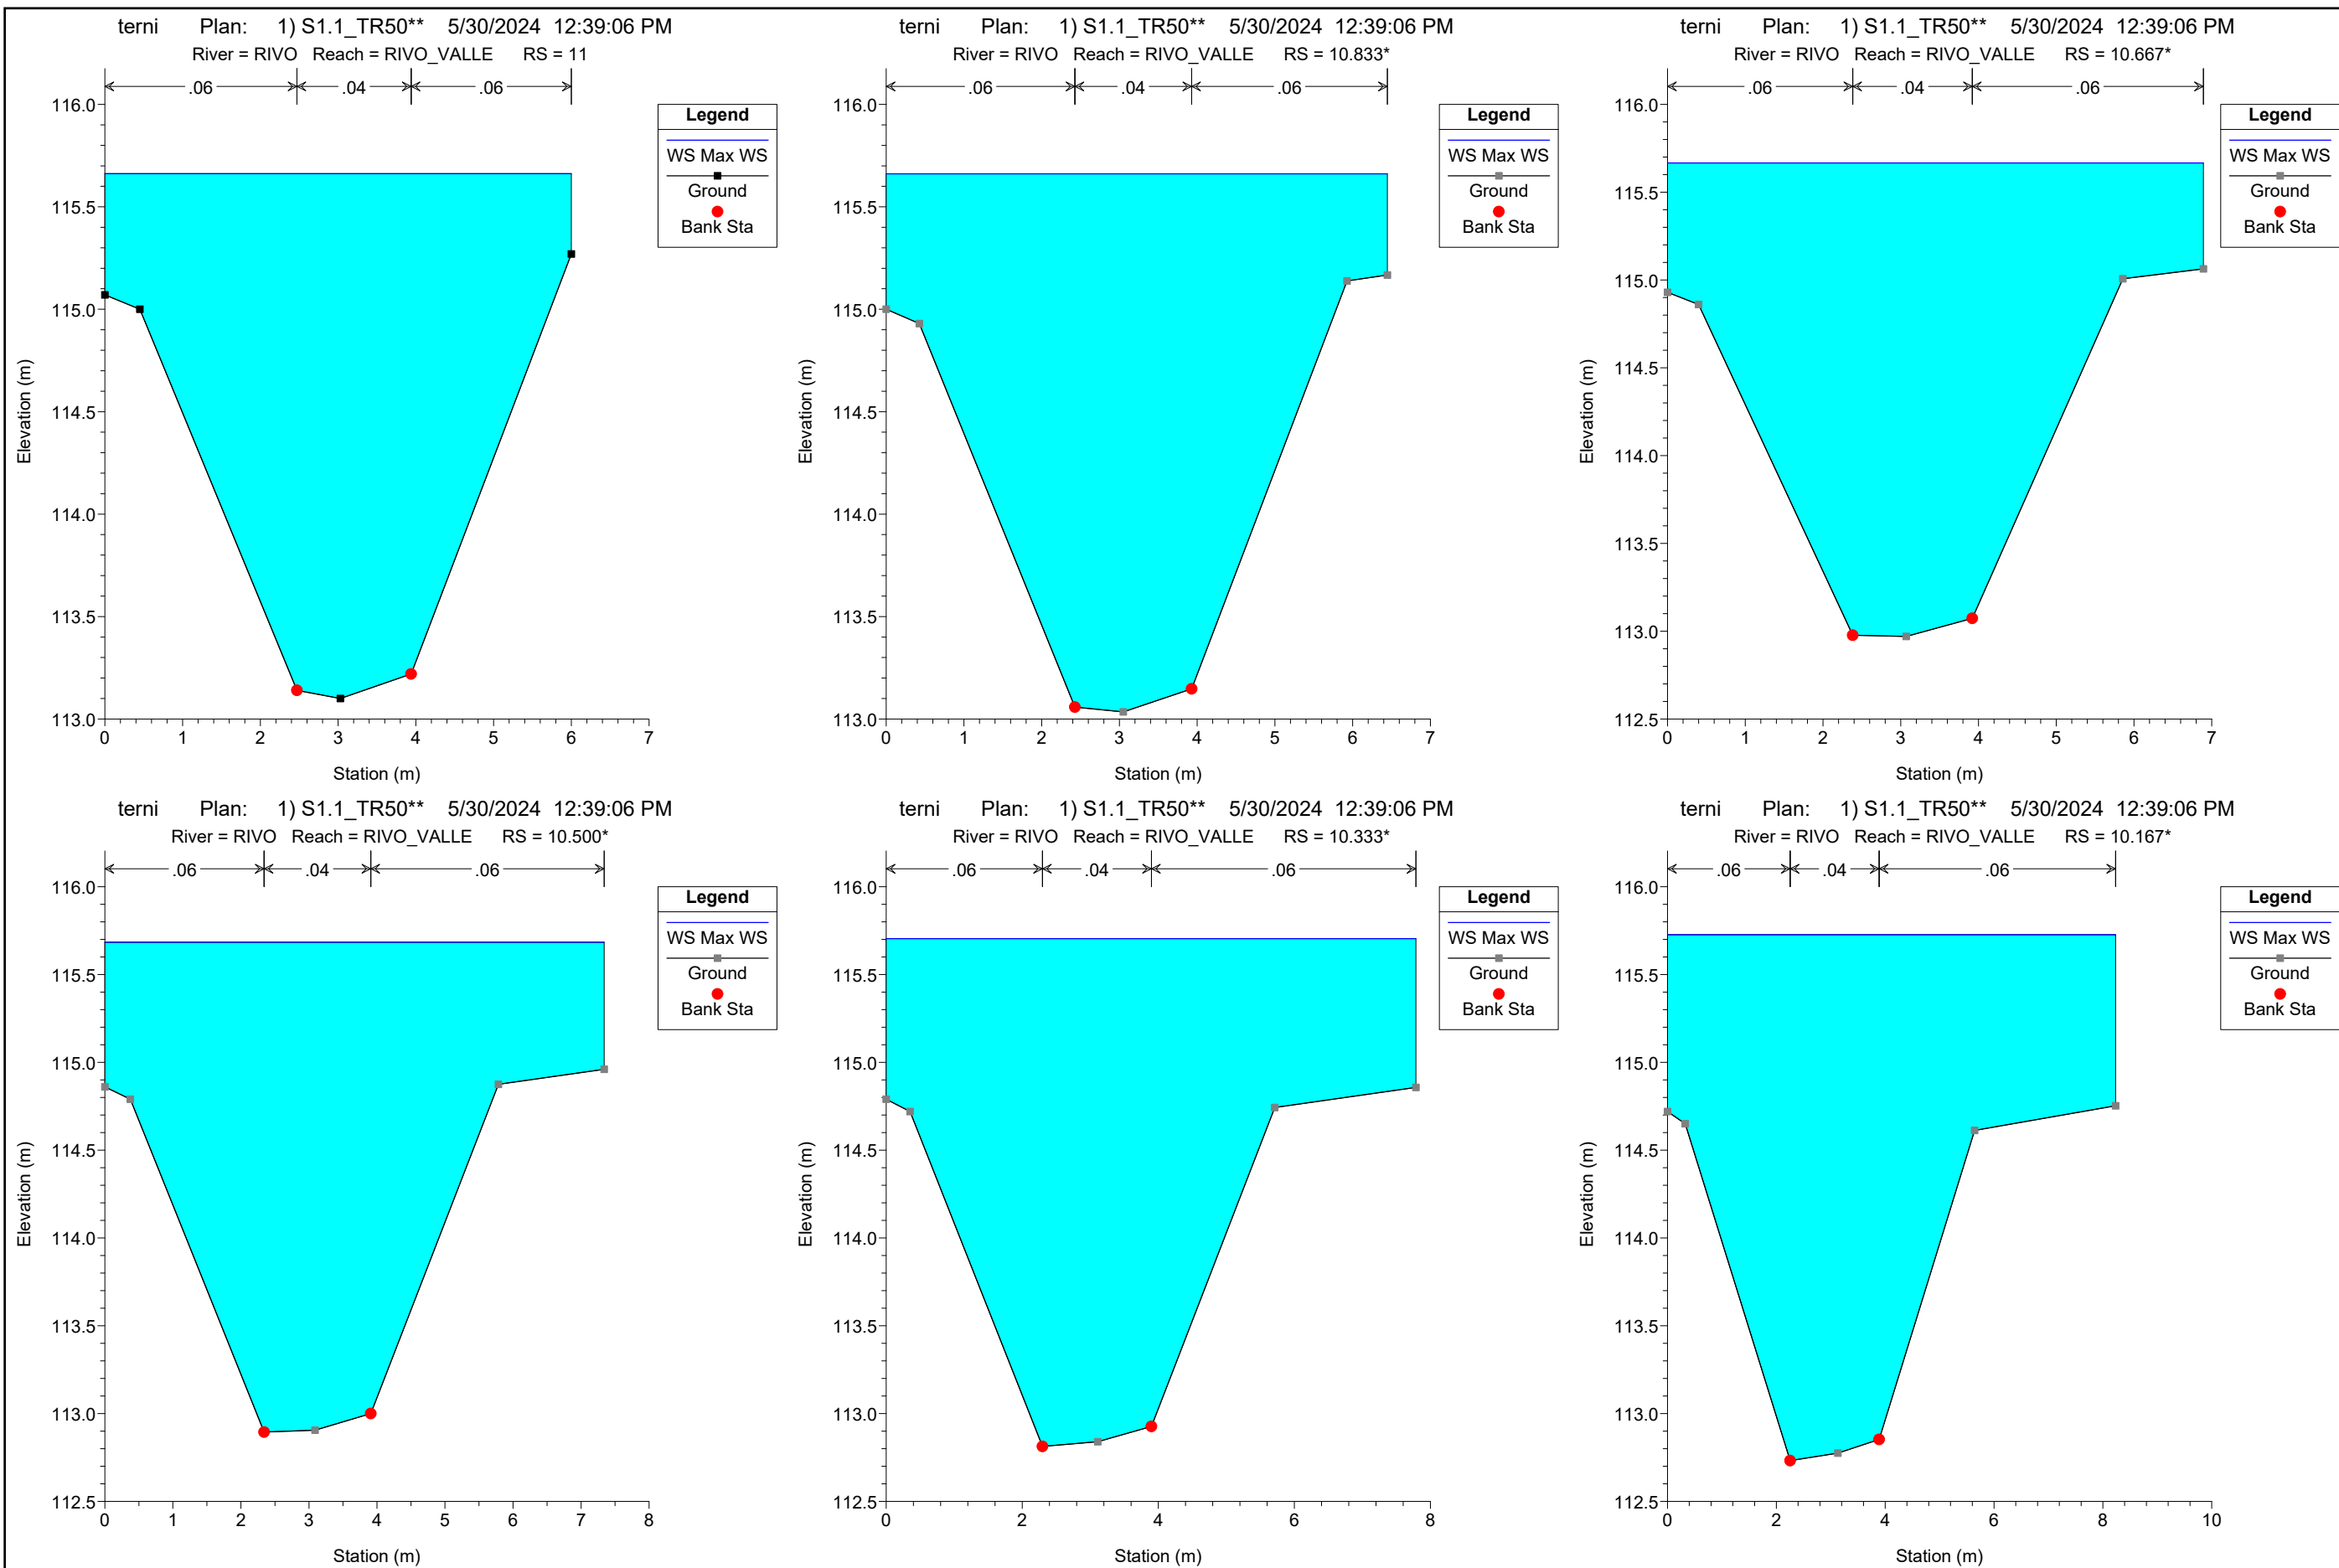 terni Plan: 1) S1.1_TR50** 5/30/2024 12:39:06 PM
River = RIVO Reach = RIVO_VALLE RS = 11
.06 .04 .06
116.0
115.5
115.0
114.5
114.0
113.5
113.0
Elevation (m)
0 1 2 3 4 5 6 7
Station (m)
Legend
WS Max WS
Ground
Bank Sta
terni Plan: 1) S1.1_TR50** 5/30/2024 12:39:06 PM
River = RIVO Reach = RIVO_VALLE RS = 10.833*
.06 .04 .06
116.0
115.5
115.0
114.5
114.0
113.5
113.0
Elevation (m)
0 1 2 3 4 5 6 7
Station (m)
Legend
WS Max WS
Ground
Bank Sta
terni Plan: 1) S1.1_TR50** 5/30/2024 12:39:06 PM
River = RIVO Reach = RIVO_VALLE RS = 10.667*
.06 .04 .06
116.0
115.5
115.0
114.5
114.0
113.5
113.0
112.5
Elevation (m)
0 1 2 3 4 5 6 7
Station (m)
Legend
WS Max WS
Ground
Bank Sta
terni Plan: 1) S1.1_TR50** 5/30/2024 12:39:06 PM
River = RIVO Reach = RIVO_VALLE RS = 10.500*
.06 .04 .06
116.0
115.5
115.0
114.5
114.0
113.5
113.0
112.5
Elevation (m)
0 1 2 3 4 5 6 7 8
Station (m)
Legend
WS Max WS
Ground
Bank Sta
terni Plan: 1) S1.1_TR50** 5/30/2024 12:39:06 PM
River = RIVO Reach = RIVO_VALLE RS = 10.333*
.06 .04 .06
116.0
115.5
115.0
114.5
114.0
113.5
113.0
112.5
Elevation (m)
0 2 4 6 8
Station (m)
Legend
WS Max WS
Ground
Bank Sta
terni Plan: 1) S1.1_TR50** 5/30/2024 12:39:06 PM
River = RIVO Reach = RIVO_VALLE RS = 10.167*
.06 .04 .06
116.0
115.5
115.0
114.5
114.0
113.5
113.0
112.5
Elevation (m)
0 2 4 6 8 10
Station (m)
Legend
WS Max WS
Ground
Bank Sta